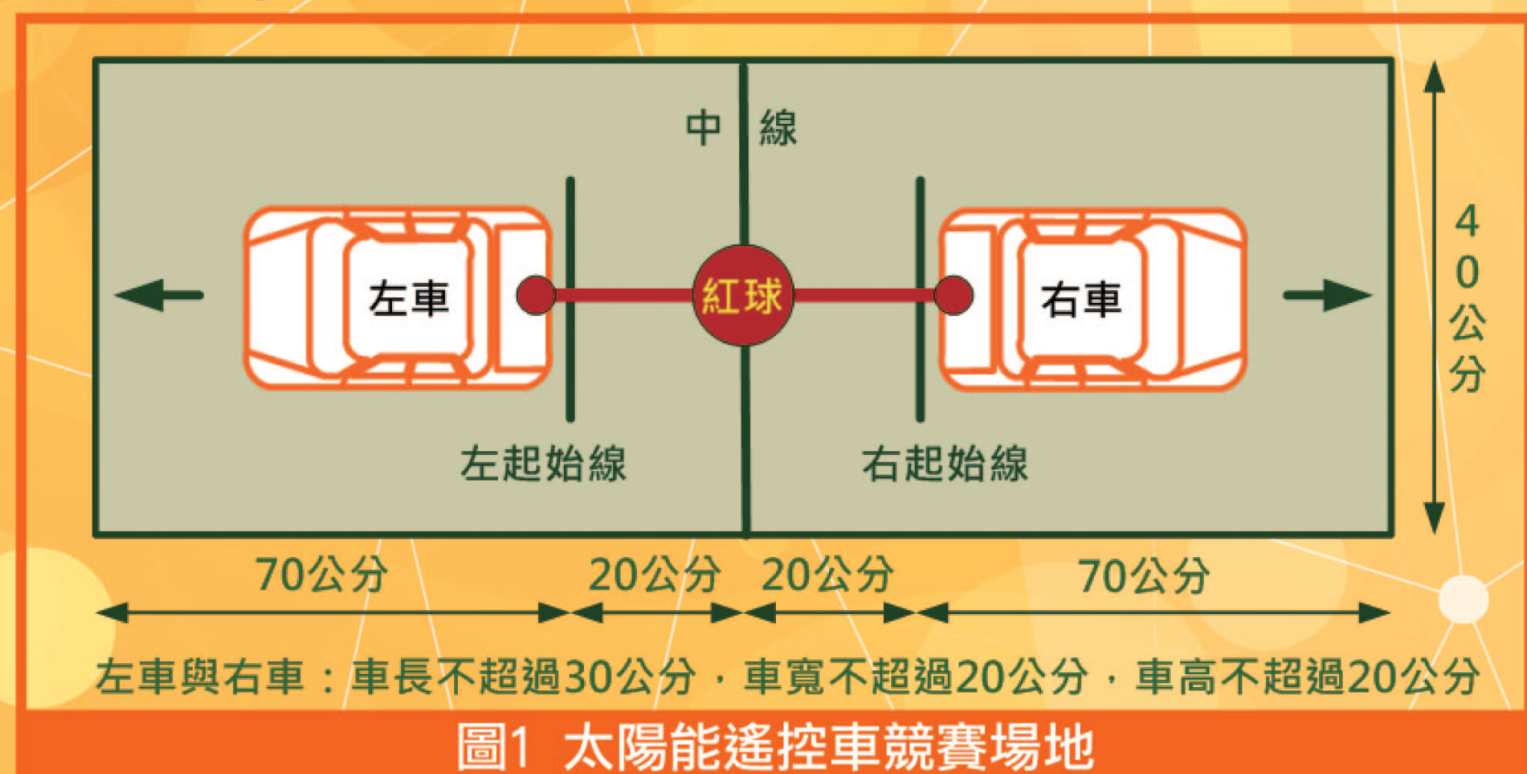 中線
左車
紅球
右車
40公分
左起始線
右起始線
70公分
20公分
20公分
70公分
左車與右車：車長不超過30公分，車寬不超過20公分，車高不超過20公分
圖1 太陽能遙控車競賽場地